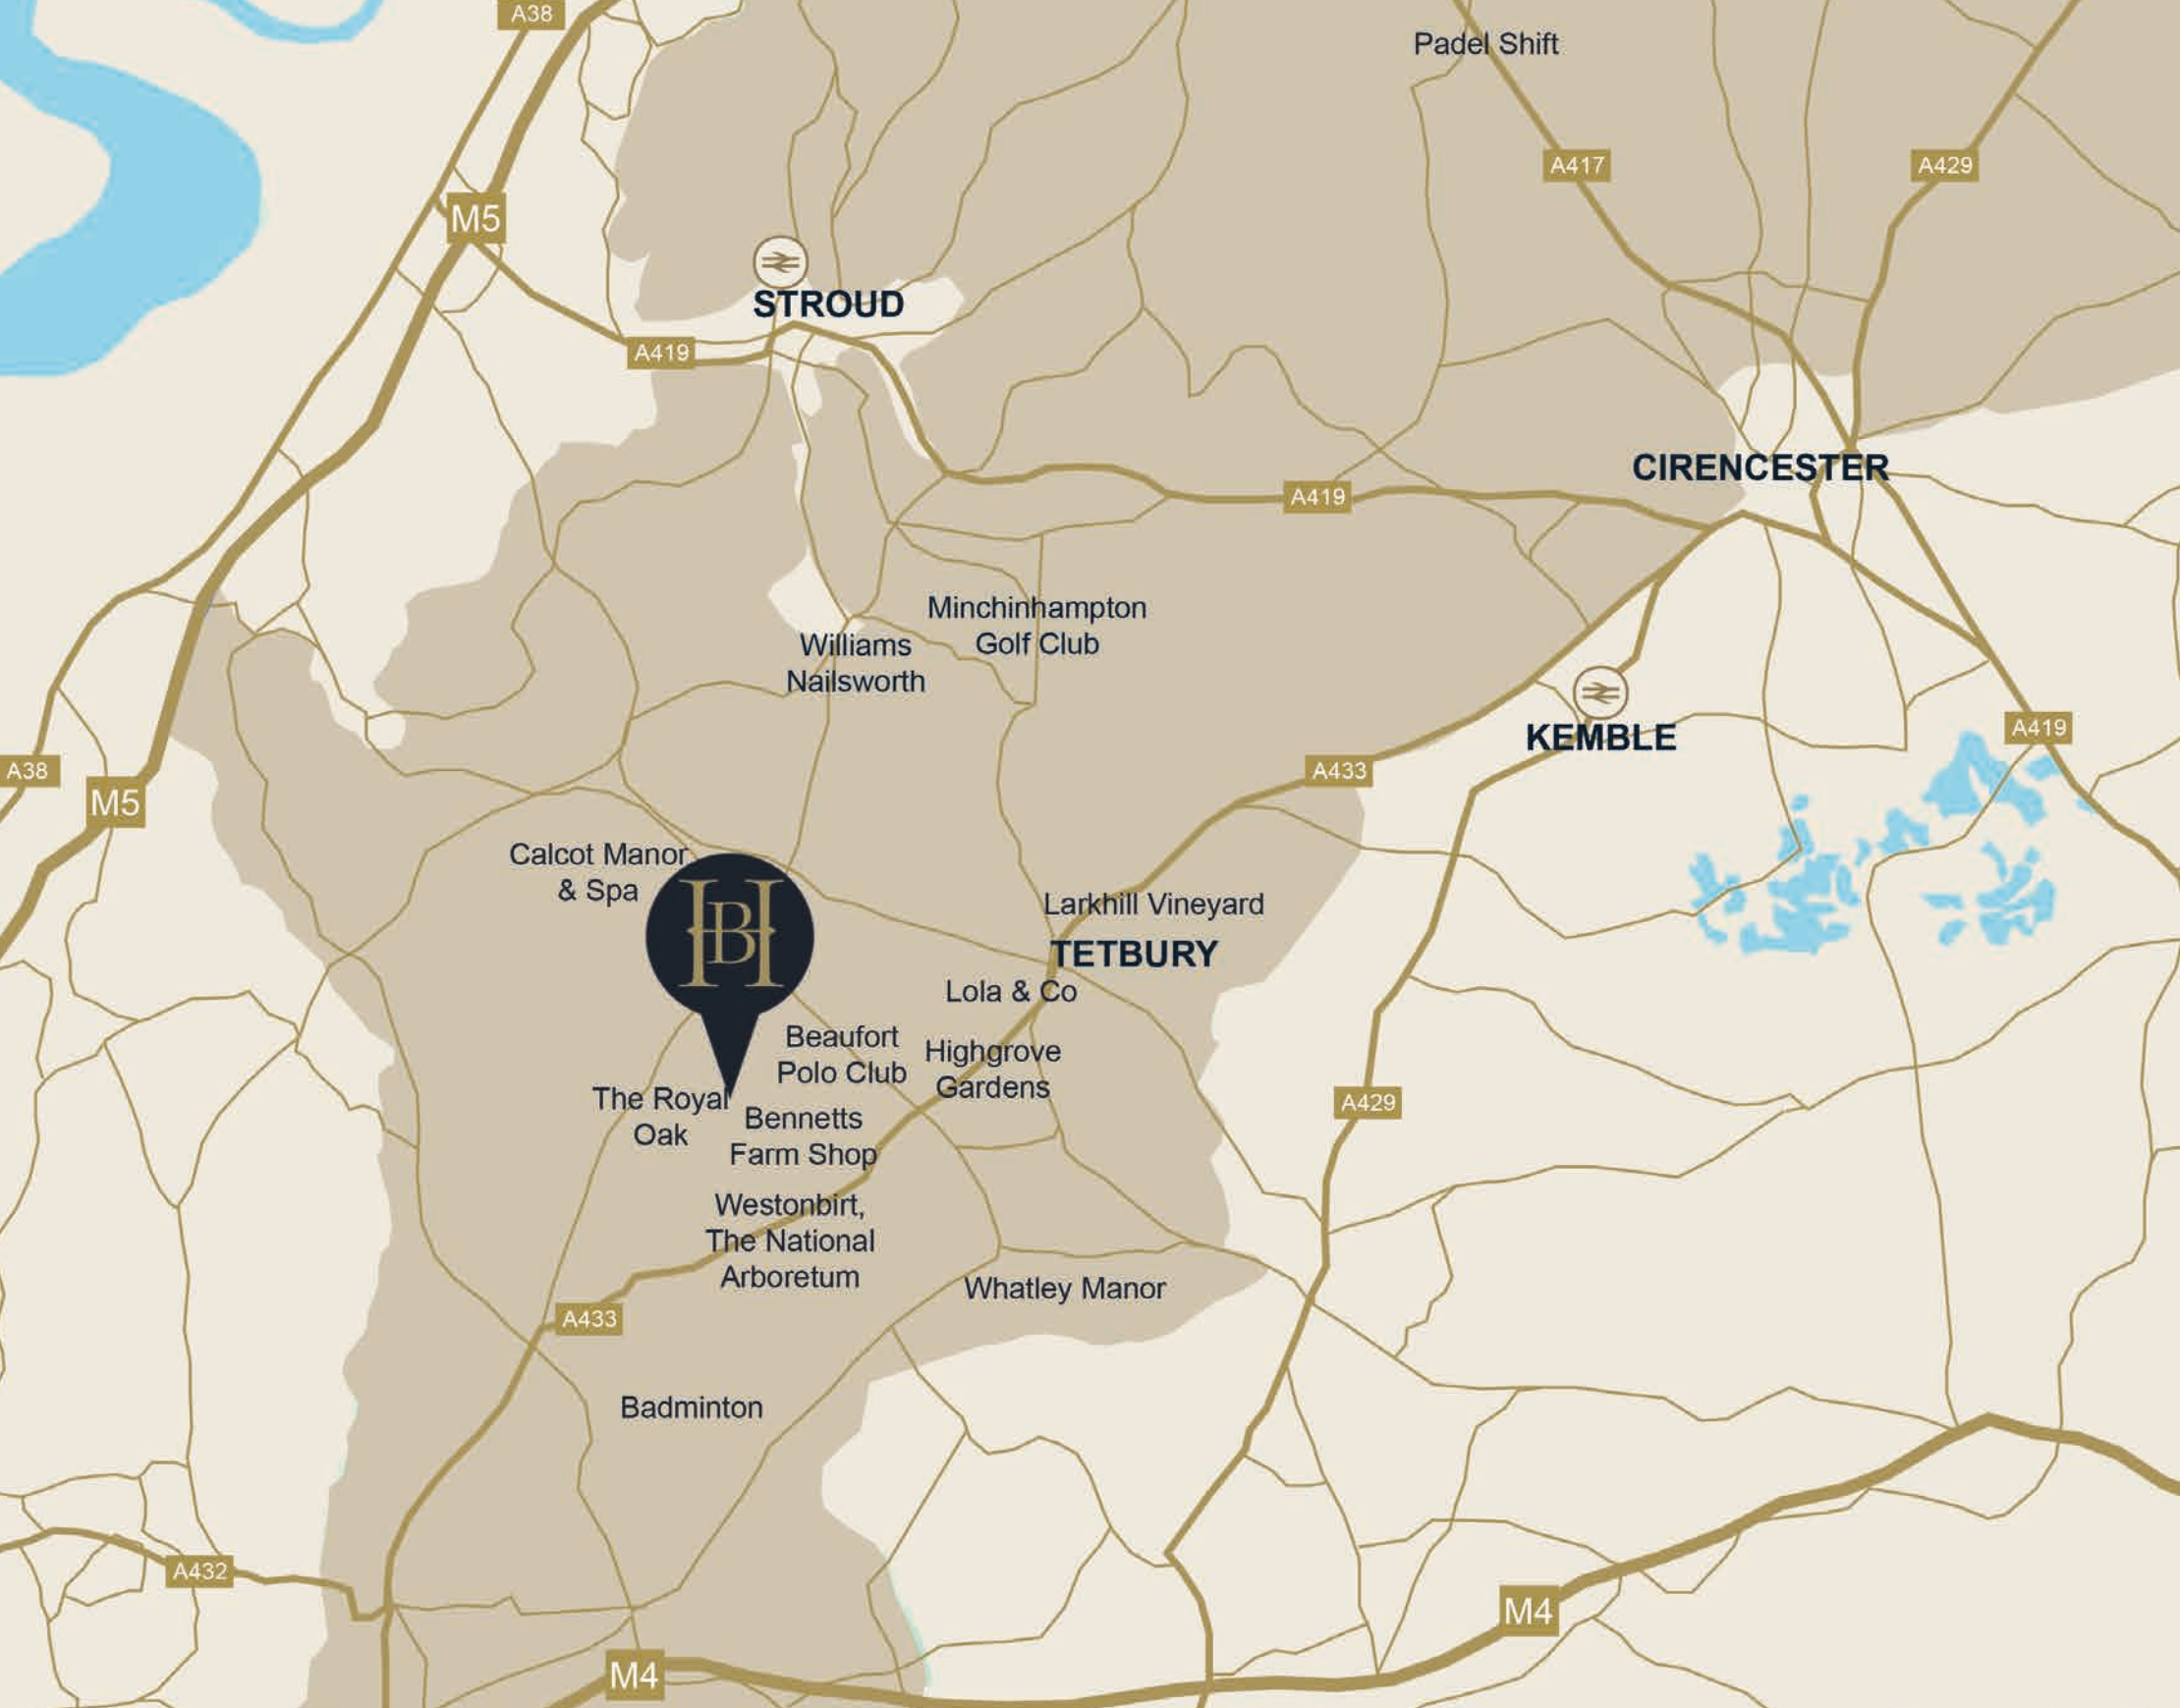 A38
Padel Shift
A417
A429
M5
STROUD
A419
CIRENCESTER
A419
Minchinhampton
Golf Club
Williams
Nailsworth
KEMBLE
A419
A38
A433
M5
Calcot Manor
& Spa
HB
Larkhill Vineyard
TETBURY
Lola & Co
Beaufort
Polo Club
Highgrove
Gardens
The Royal
Oak
Bennetts
Farm Shop
A429
Westonbirt,
The National
Arboretum
Whatley Manor
A433
Badminton
A432
M4
M4